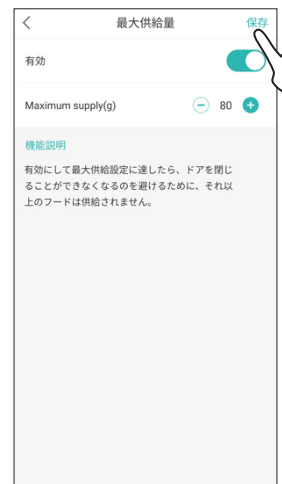 最大供給量 保存
有効
Maximum supply(g) 80
機能説明
有効にして最大供給設定に達したら、ドアを閉じ
ることができなくなるのを避けるために、それ以
上のフードは供給されません。